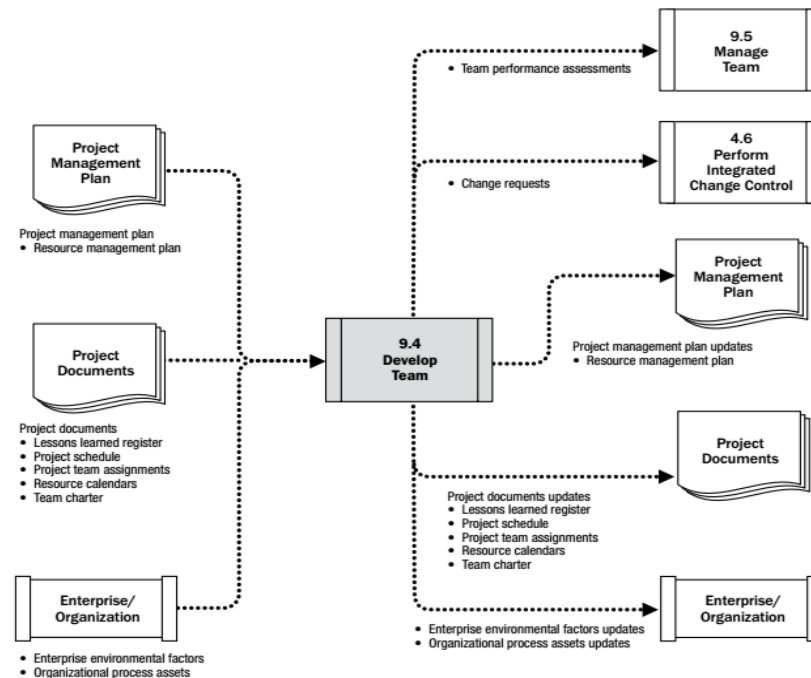 9.5
Manage
Team
• Team performance assessments
4.6
Perform
Integrated
Change Control
• Change requests
Project
Management
Plan
Project management plan
• Resource management plan
Project
Management
Plan
Project management plan updates
• Resource management plan
9.4
Develop
Team
Project
Documents
Project documents
• Lessons learned register
• Project schedule
• Project team assignments
• Resource calendars
• Team charter
Project
Documents
Project documents updates
• Lessons learned register
• Project schedule
• Project team assignments
• Resource calendars
• Team charter
Enterprise/
Organization
• Enterprise environmental factors
• Organizational process assets
Enterprise/
Organization
• Enterprise environmental factors updates
• Organizational process assets updates